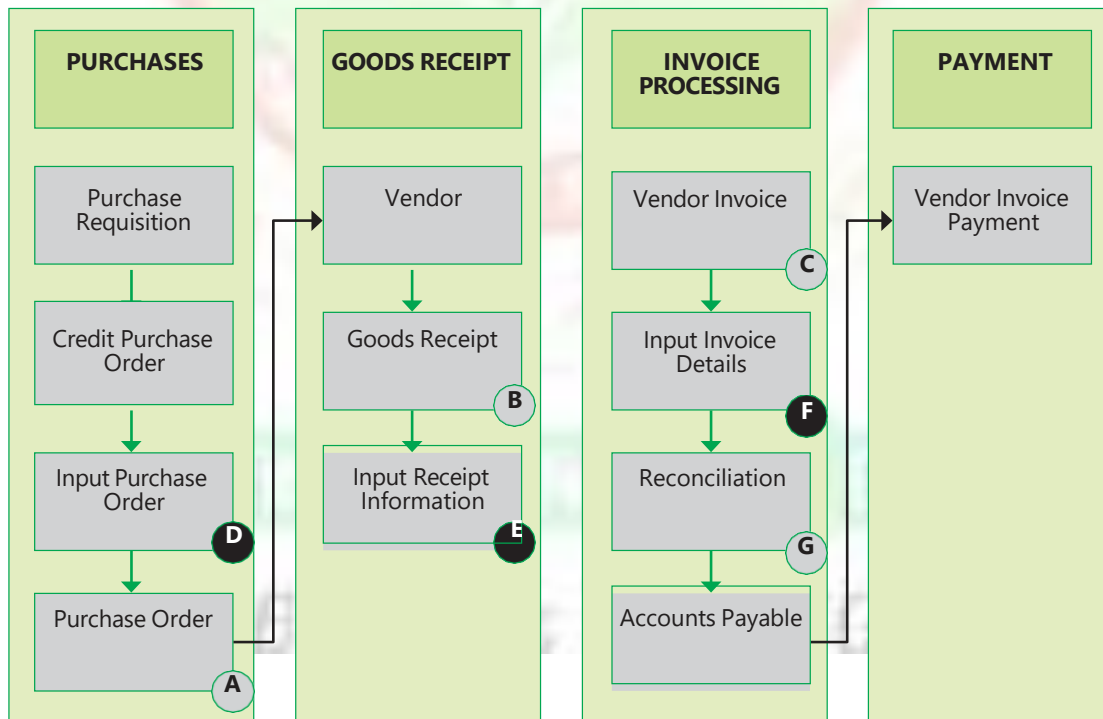 PURCHASES
Purchase
Requisition
Credit Purchase
Order
Input Purchase
Order
D
Purchase Order
A
GOODS RECEIPT
Vendor
Goods Receipt
B
Input Receipt
Information
E
INVOICE
PROCESSING
Vendor Invoice
C
Input Invoice
Details
F
Reconciliation
G
Accounts Payable
PAYMENT
Vendor Invoice
Payment